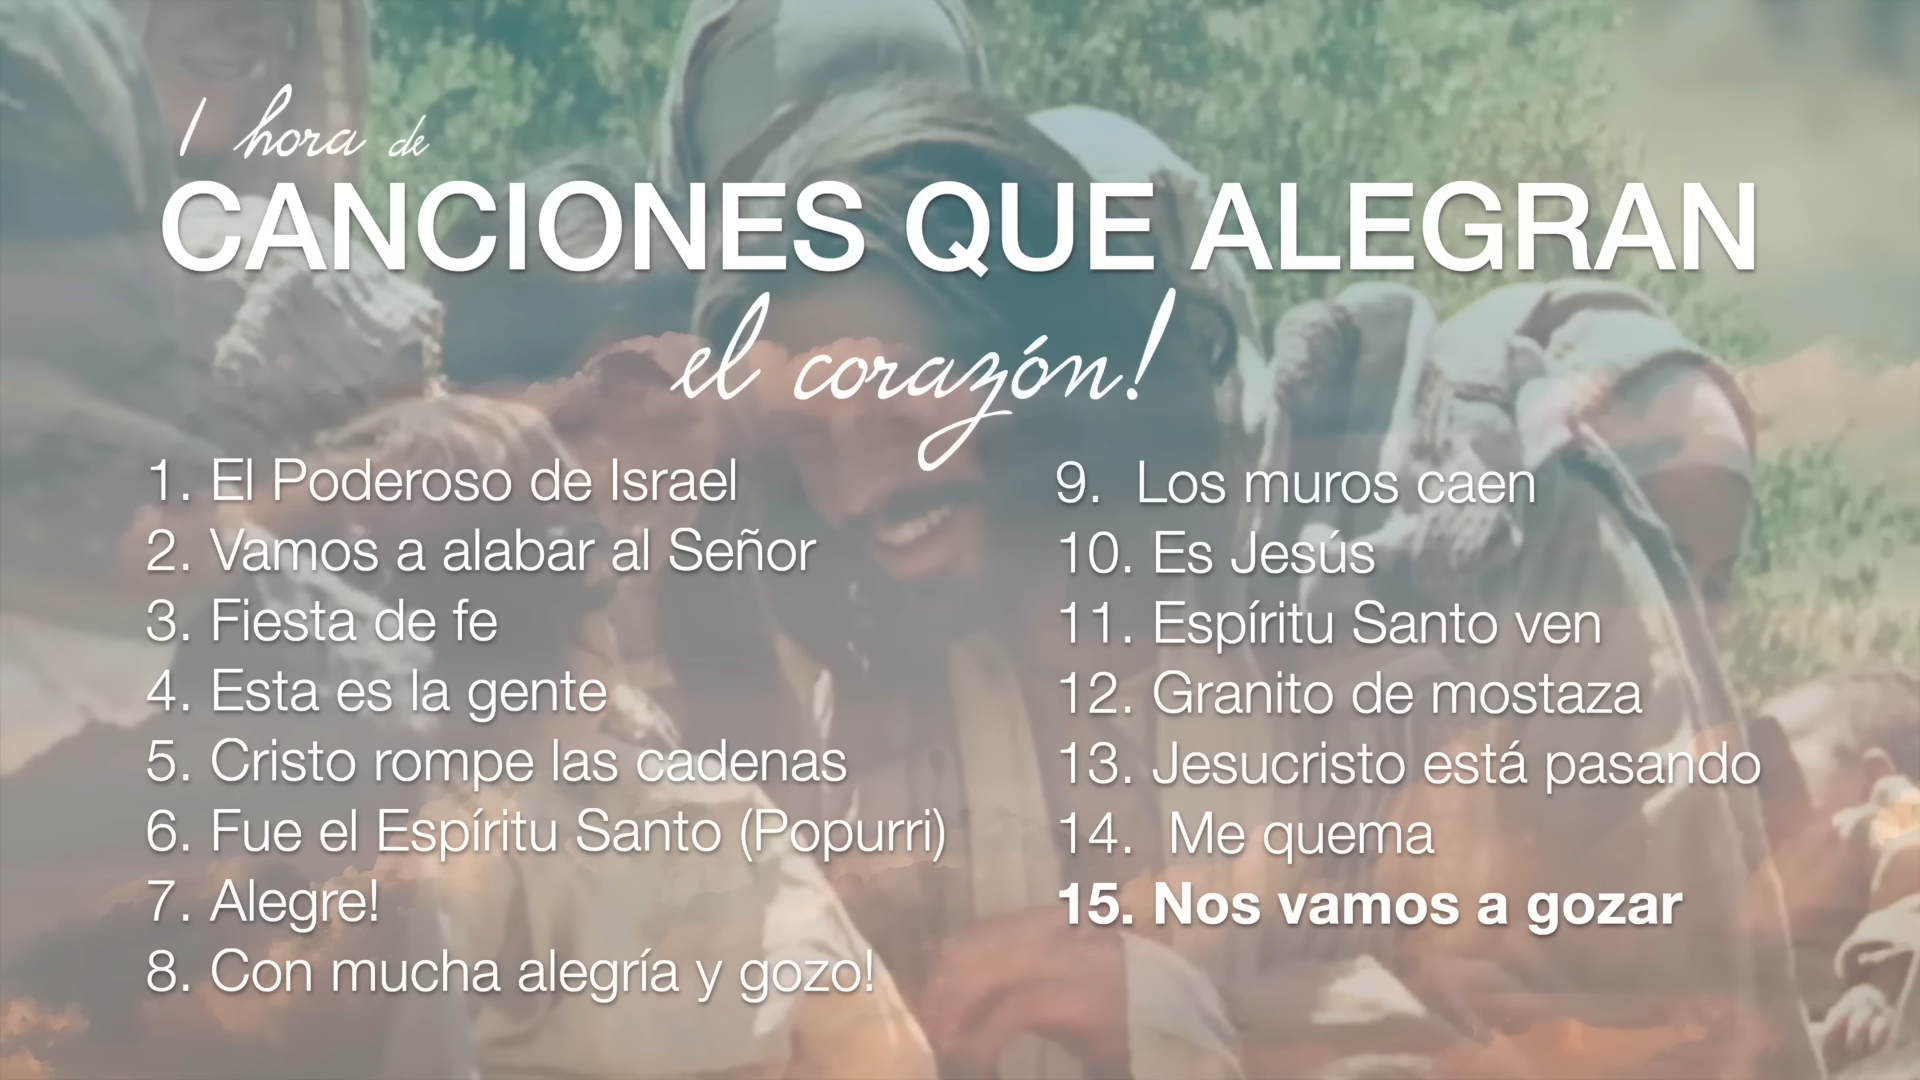 1 hora de
CANCIONES QUE ALEGRAN
el corazón!
1. El Poderoso de Israel
2. Vamos a alabar al Señor
3. Fiesta de fe
4. Esta es la gente
5. Cristo rompe las cadenas
6. Fue el Espíritu Santo (Popurri)
7. Alegre!
8. Con mucha alegría y gozo!
9. Los muros caen
10. Es Jesús
11. Espíritu Santo ven
12. Granito de mostaza
13. Jesucristo está pasando
14. Me quema
15. Nos vamos a gozar